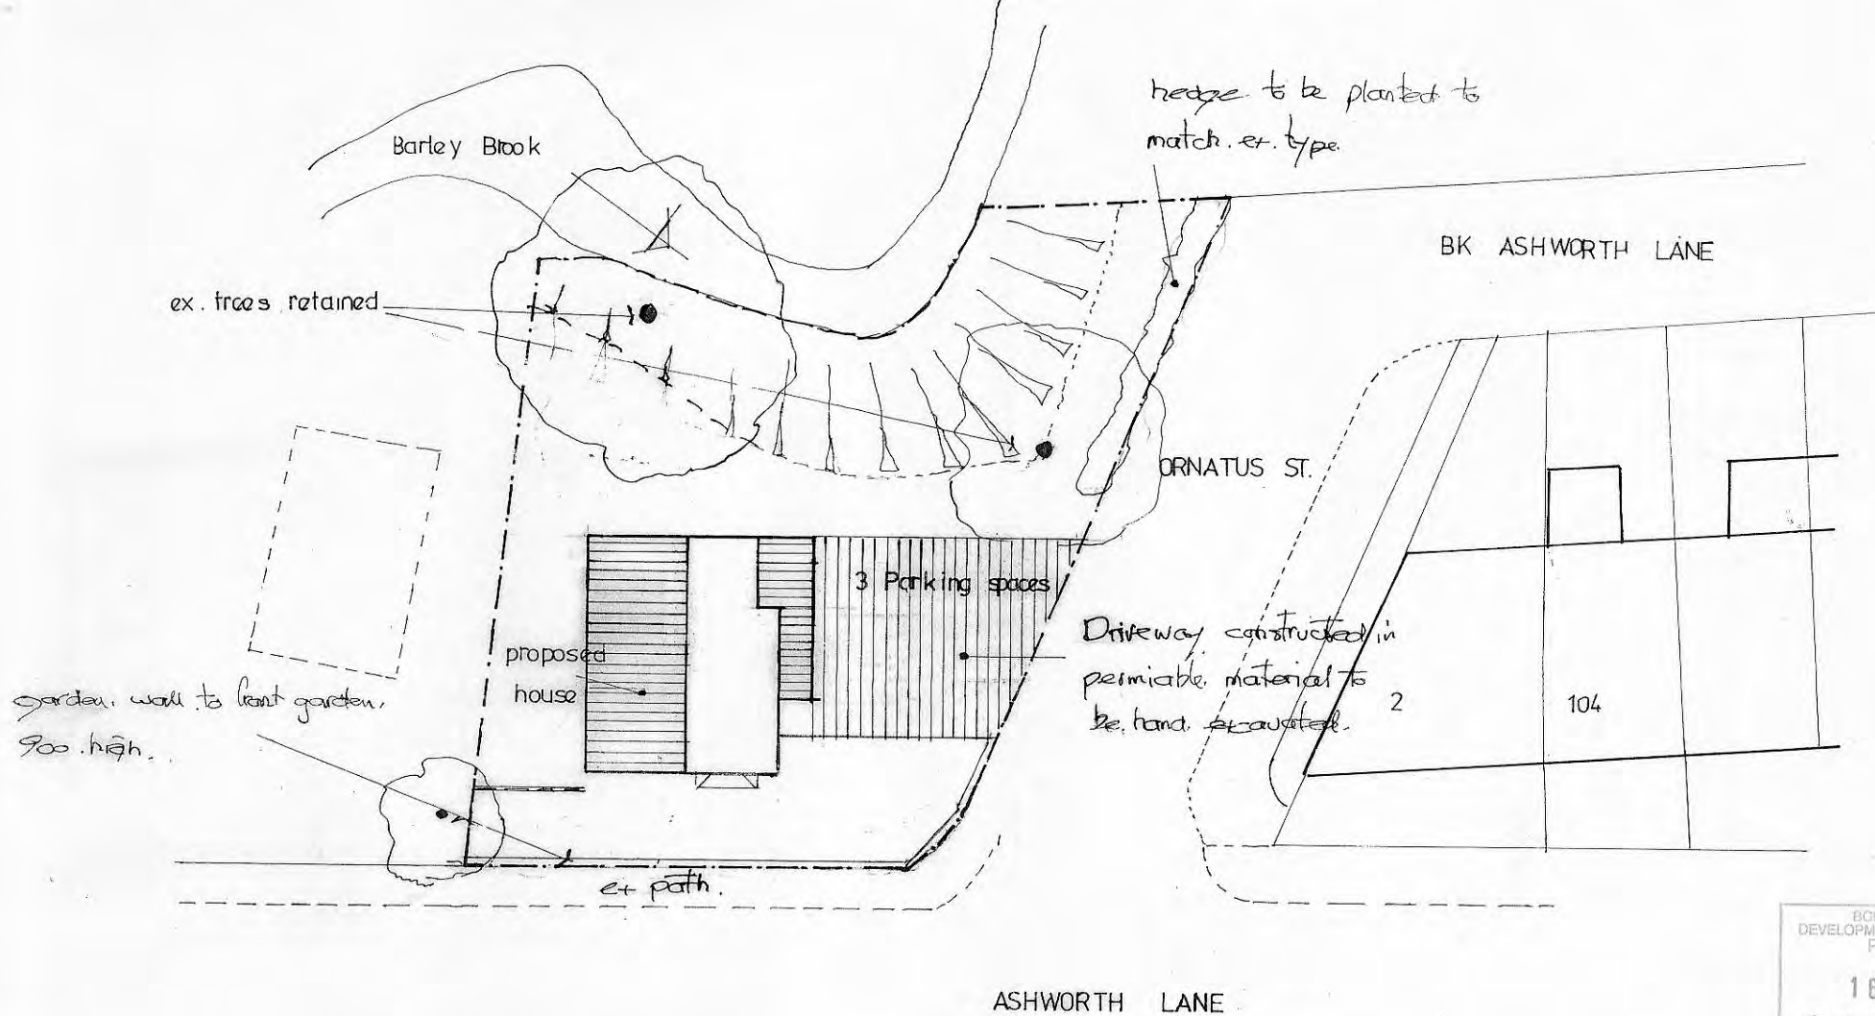 hedge to be planted to
match. ex. type.
Barley Brook
BK ASHWORTH LANE
ex. trees retained
ORNATUS ST.
3 Parking spaces
proposed
house
Driveway constructed in
permiable material to
be hand excavated.
garden wall to front garden,
900 high.
2
104
ex path.
ASHWORTH LANE